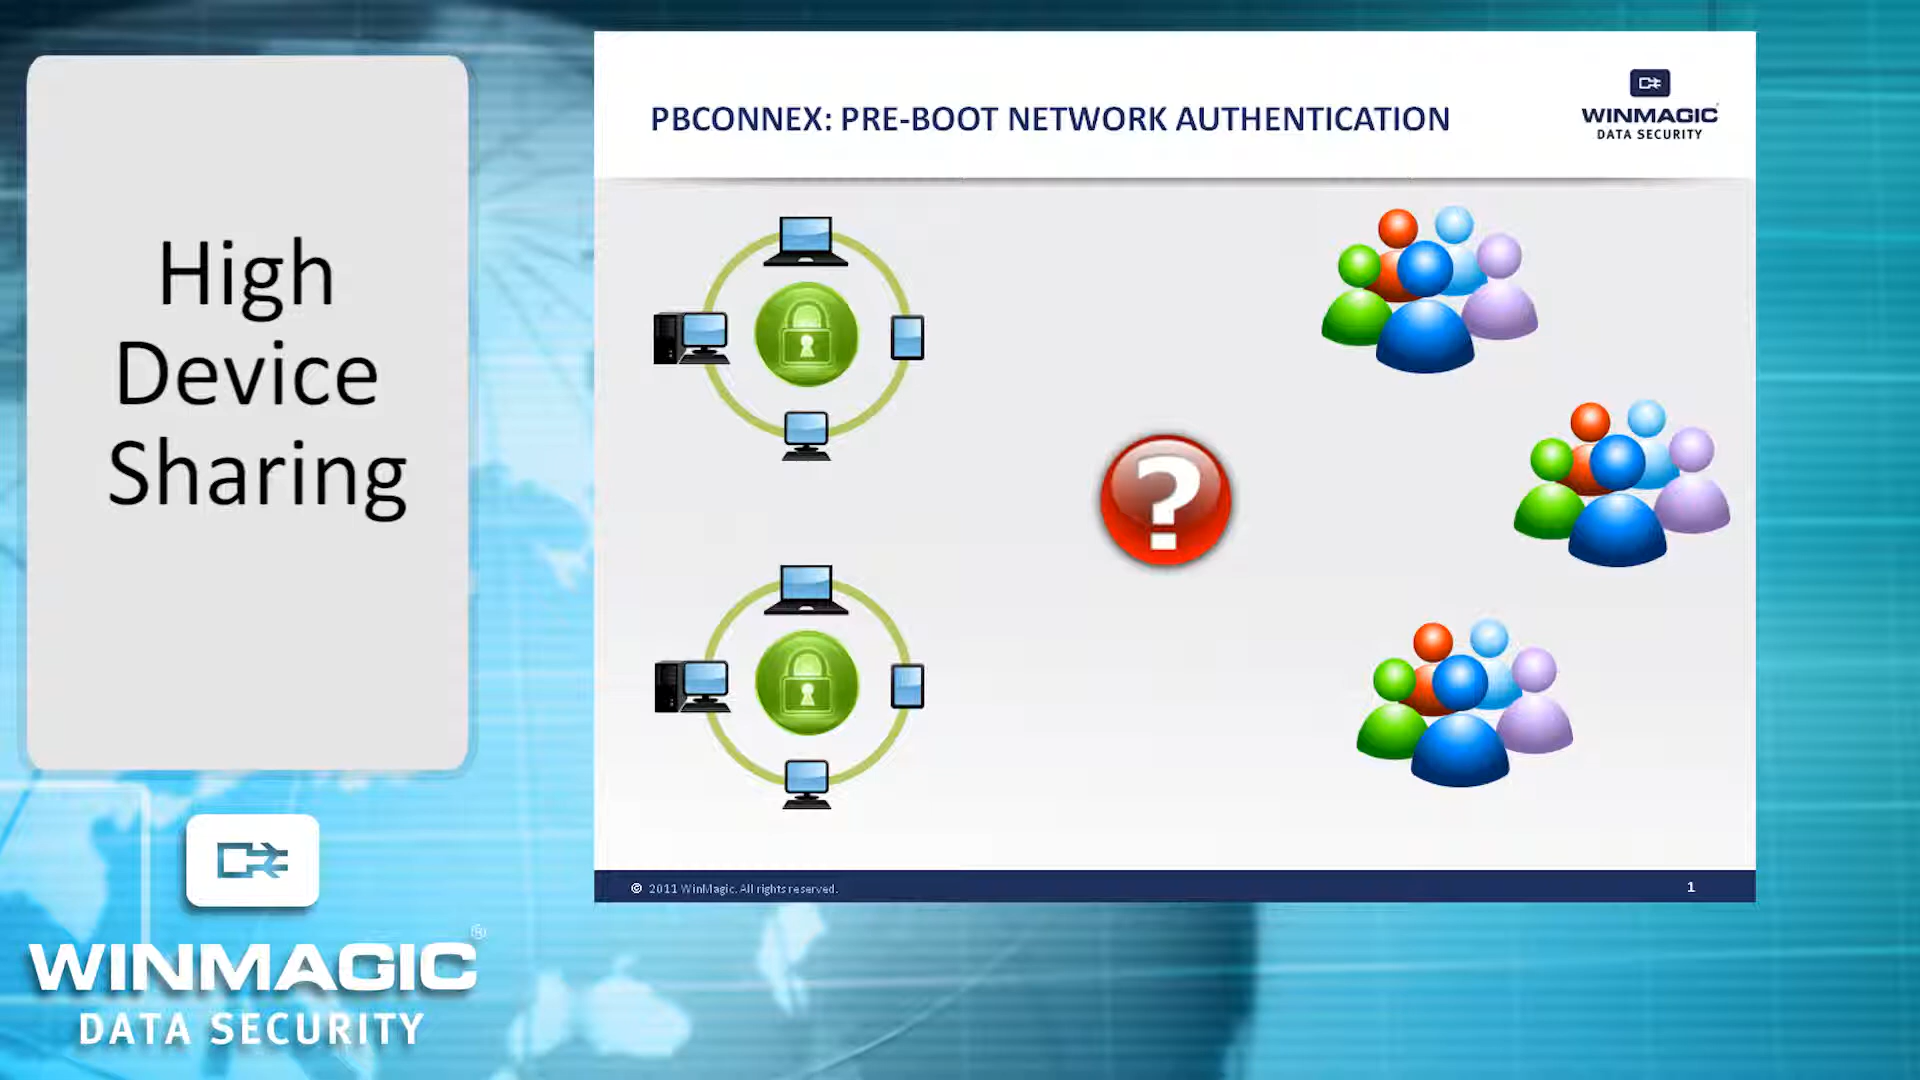 High
Device
Sharing
WINMAGIC®
DATA SECURITY
PBCONNEX: PRE-BOOT NETWORK AUTHENTICATION
WINMAGIC
DATA SECURITY
?
© 2011 WinMagic. All rights reserved.
1